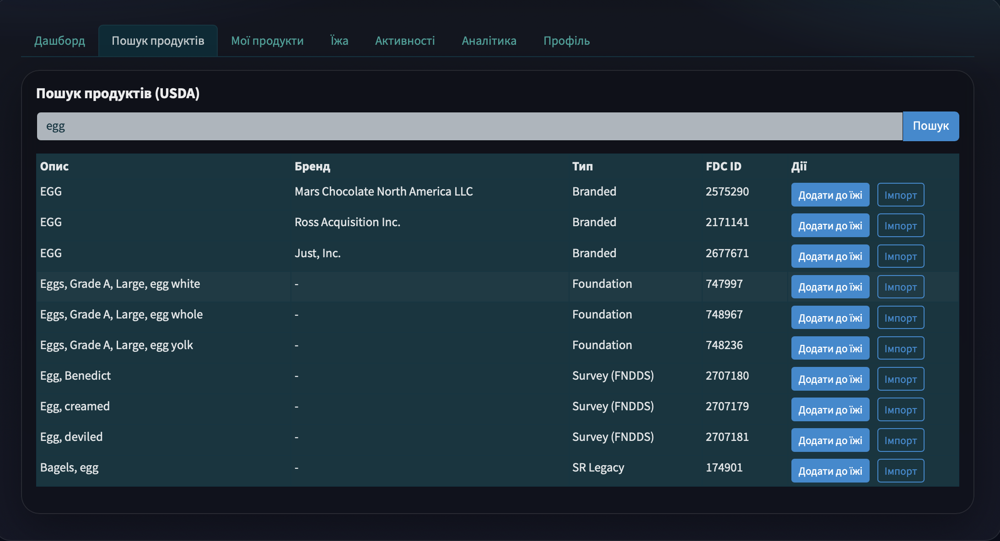 Дашборд Пошук продуктів Мої продукти Їжа Активності Аналітика Профіль
Пошук продуктів (USDA)
egg Пошук
Опис Бренд Тип FDC ID Дії
EGG Mars Chocolate North America LLC Branded 2575290 Додати до їжі Імпорт
EGG Ross Acquisition Inc. Branded 2171141 Додати до їжі Імпорт
EGG Just, Inc. Branded 2677671 Додати до їжі Імпорт
Eggs, Grade A, Large, egg white - Foundation 747997 Додати до їжі Імпорт
Eggs, Grade A, Large, egg whole - Foundation 748967 Додати до їжі Імпорт
Eggs, Grade A, Large, egg yolk - Foundation 748236 Додати до їжі Імпорт
Egg, Benedict - Survey (FNDDS) 2707180 Додати до їжі Імпорт
Egg, creamed - Survey (FNDDS) 2707179 Додати до їжі Імпорт
Egg, deviled - Survey (FNDDS) 2707181 Додати до їжі Імпорт
Bagels, egg - SR Legacy 174901 Додати до їжі Імпорт